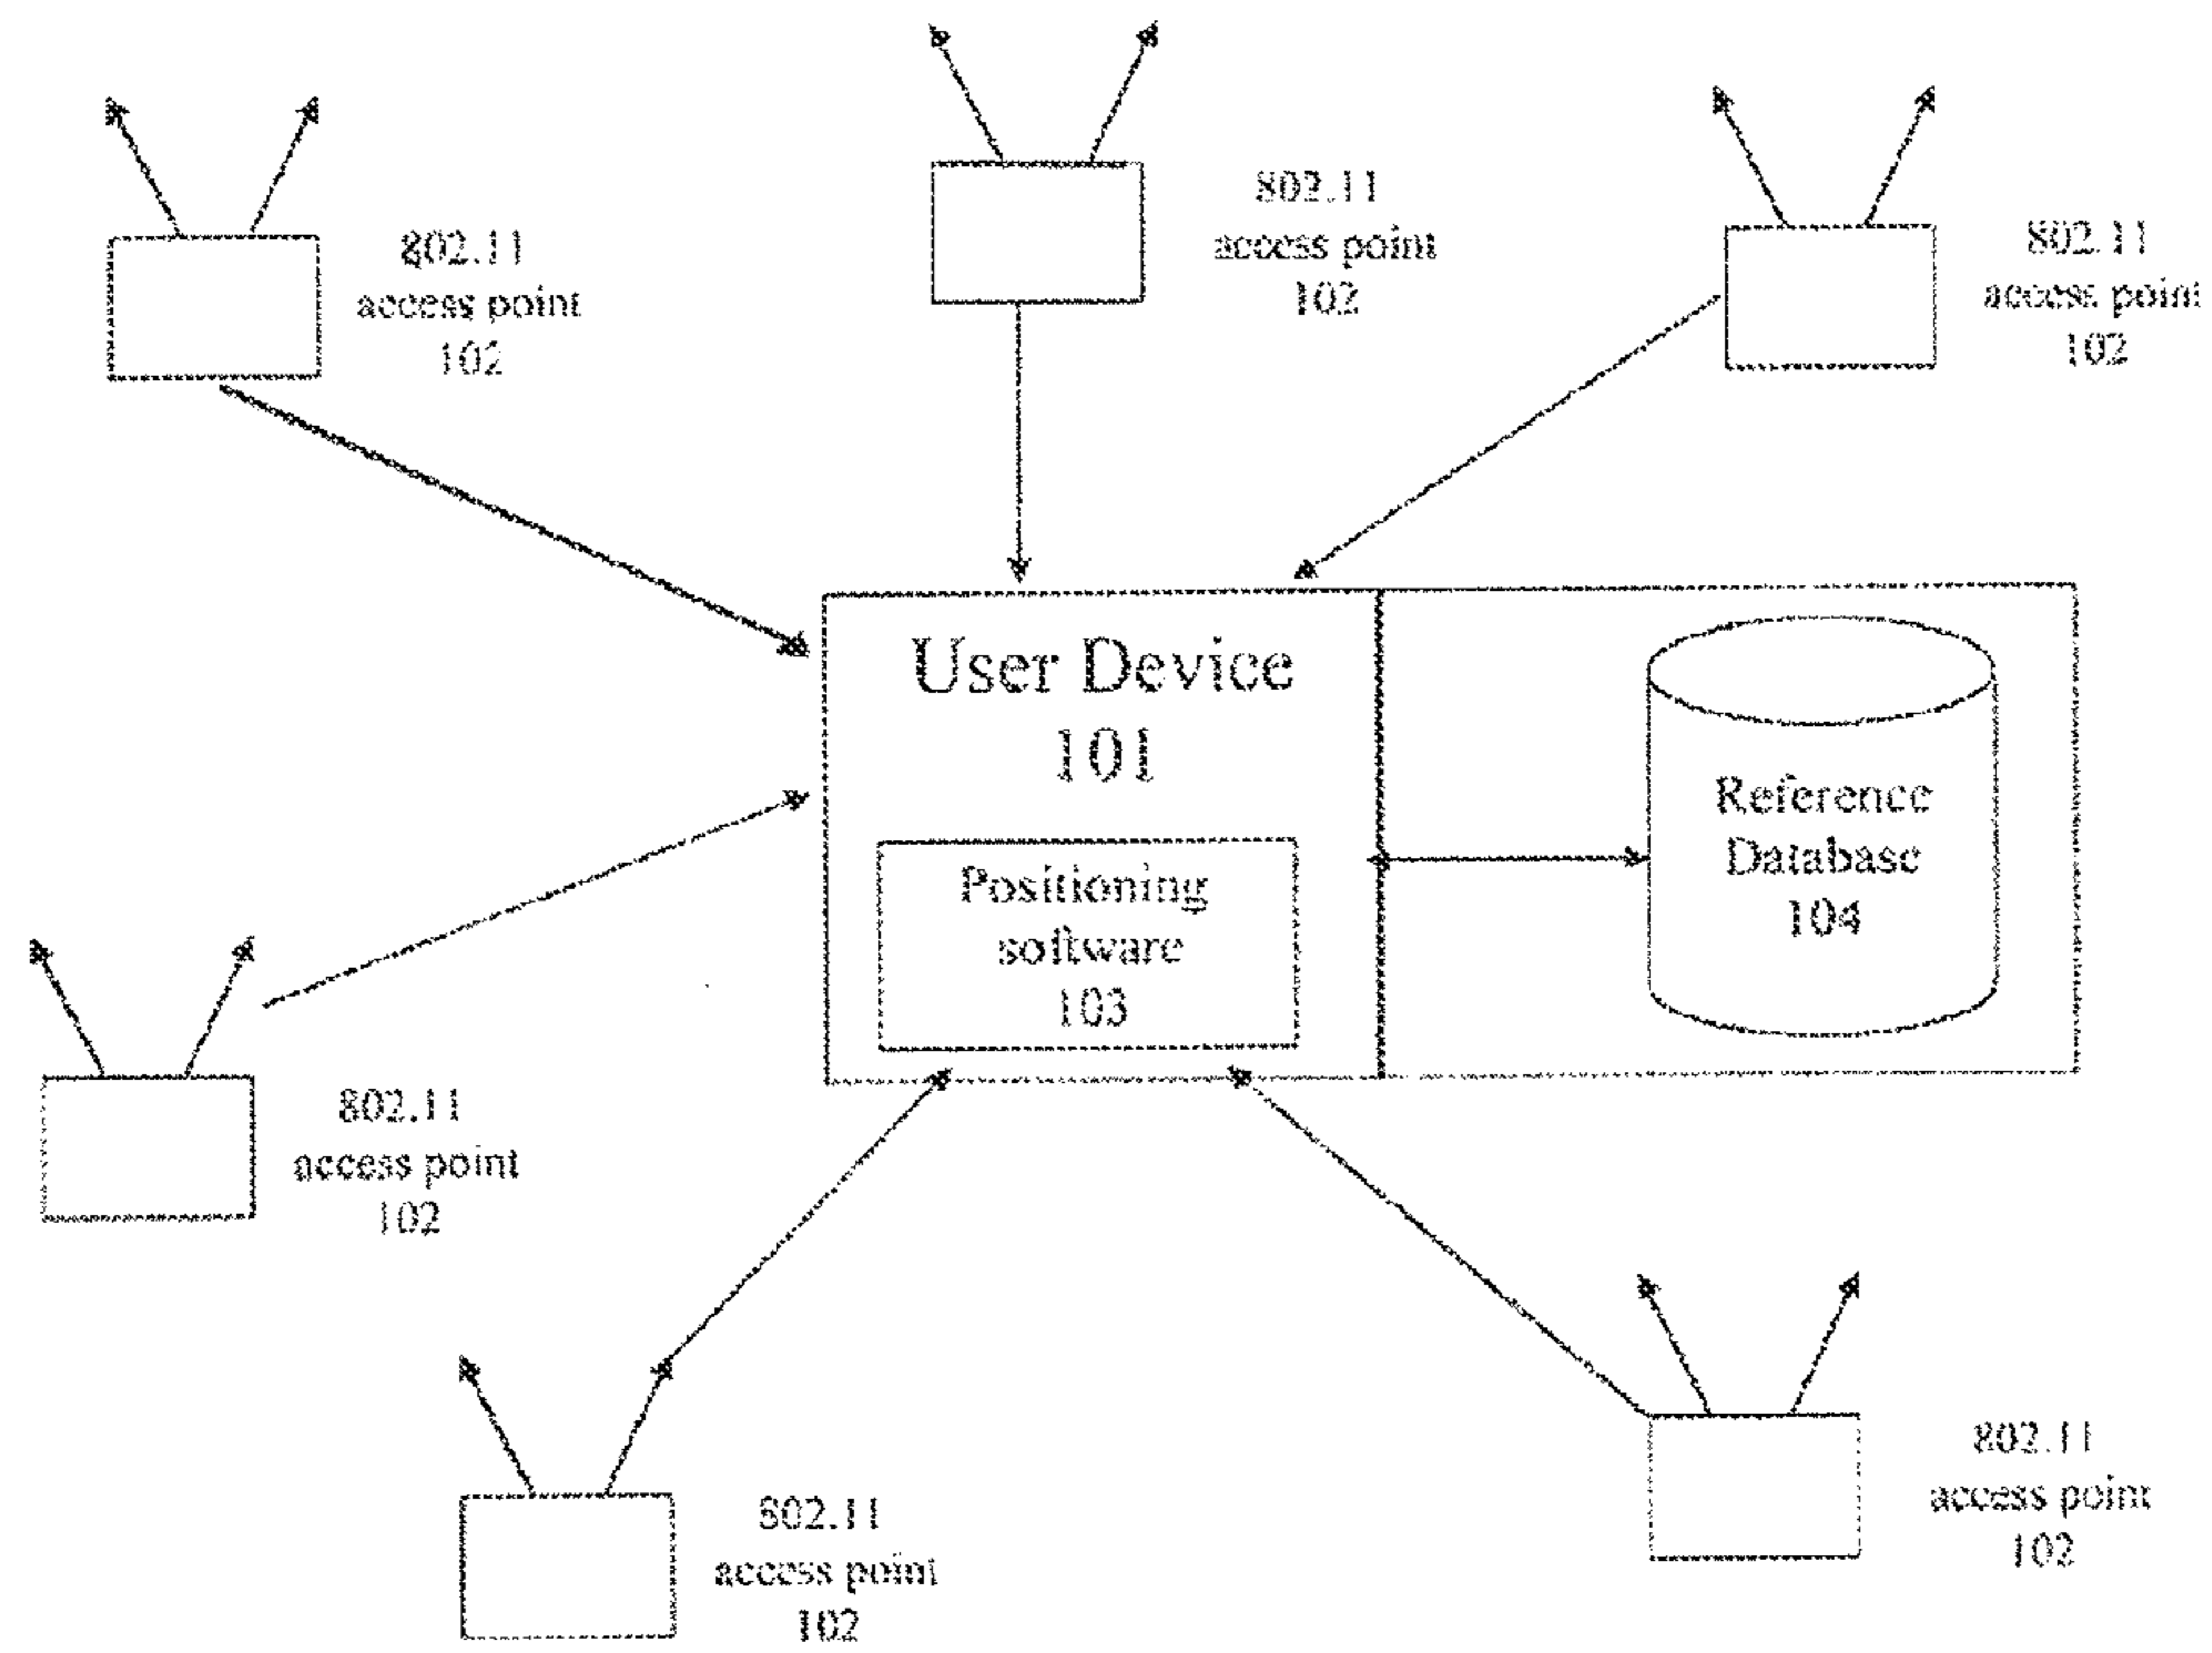 802.11
access point
102
802.11
access point
102
802.11
access point
102
User Device
101
Positioning
software
103
Reference
Database
104
802.11
access point
102
802.11
access point
102
802.11
access point
102